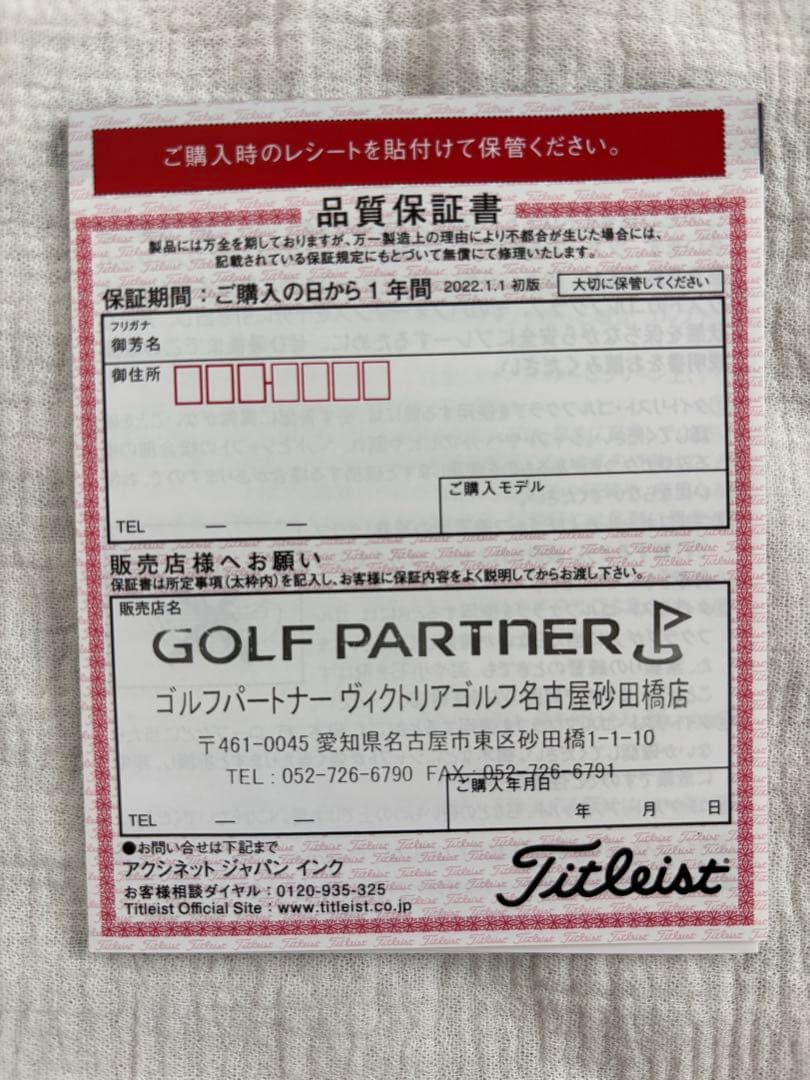 ご購入時のレシートを貼付けて保管ください。
品質保証書
製品には万全を期しておりますが、万一製造上の理由により不都合が生じた場合には、
記載されている保証規定にもとづいて無償にて修理いたします。
保証期間：ご購入の日から1年間 2022.1.1 初版 大切に保管してください
フリガナ
御芳名
御住所
ご購入モデル
TEL — —
販売店様へお願い
保証書は所定事項（太枠内）を記入し、お客様に保証内容をよく説明してからお渡し下さい。
販売店名
GOLF PARTNER
ゴルフパートナー ヴィクトリアゴルフ名古屋砂田橋店
〒461-0045 愛知県名古屋市東区砂田橋1-1-10
TEL : 052-726-6790 FAX : 052-726-6791
ご購入年月日
TEL — 年 月 日
●お問い合せは下記まで
アクシネット ジャパン インク
お客様相談ダイヤル：0120-935-325
Titleist Official Site : www.titleist.co.jp
Titleist